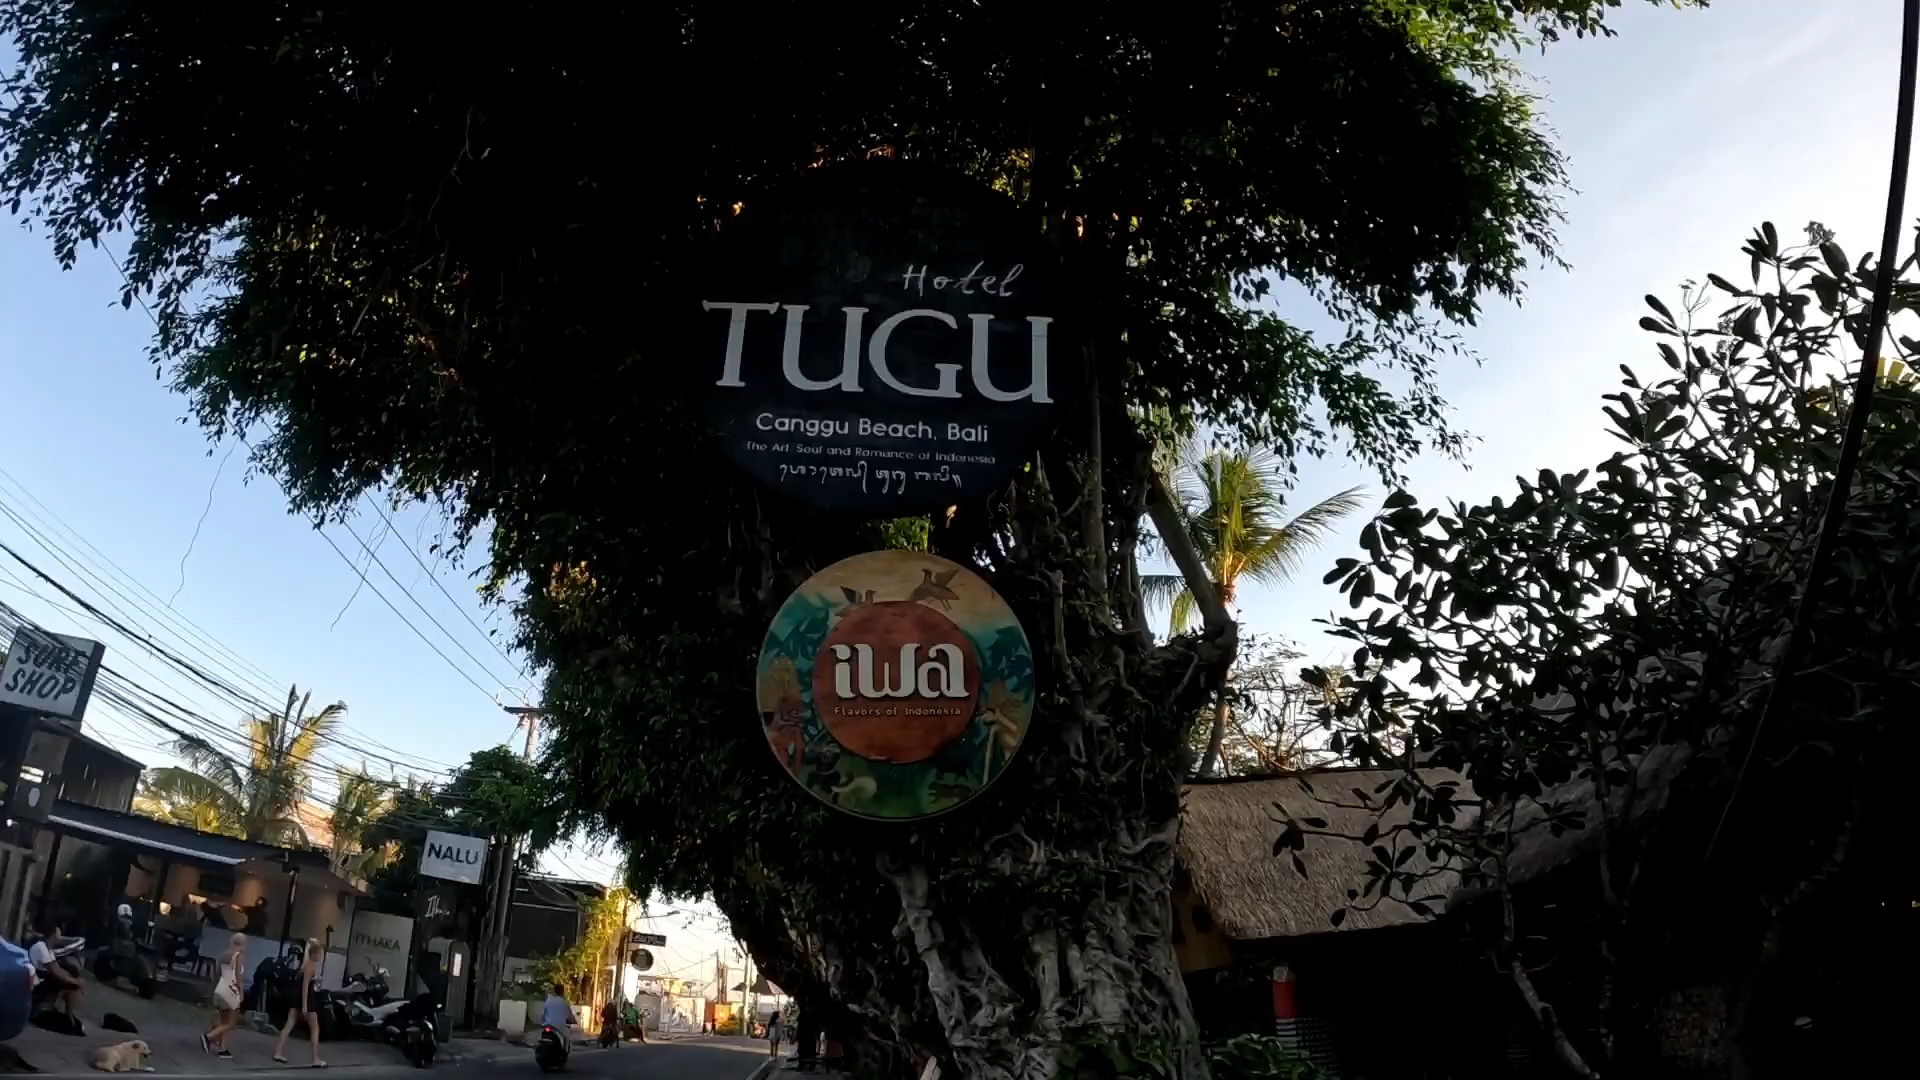 Hotel
TUGU
Canggu Beach, Bali
The Art Soul and Romance of Indonesia
iwa
Flavors of Indonesia
SURF
SHOP
NALU
ITHAKA